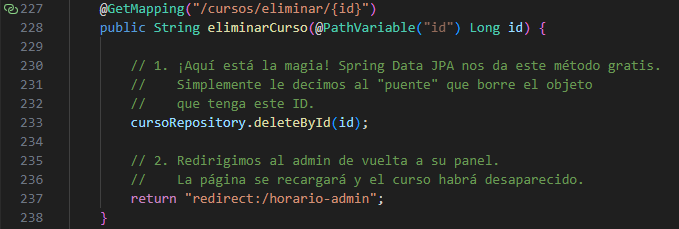 227 @GetMapping("/cursos/eliminar/{id}")
228 public String eliminarCurso(@PathVariable("id") Long id) {
229
230 // 1. ¡Aquí está la magia! Spring Data JPA nos da este método gratis.
231 //    Simplemente le decimos al "puente" que borre el objeto
232 //    que tenga este ID.
233 cursoRepository.deleteById(id);
234
235 // 2. Redirigimos al admin de vuelta a su panel.
236 //    La página se recargará y el curso habrá desaparecido.
237 return "redirect:/horario-admin";
238 }